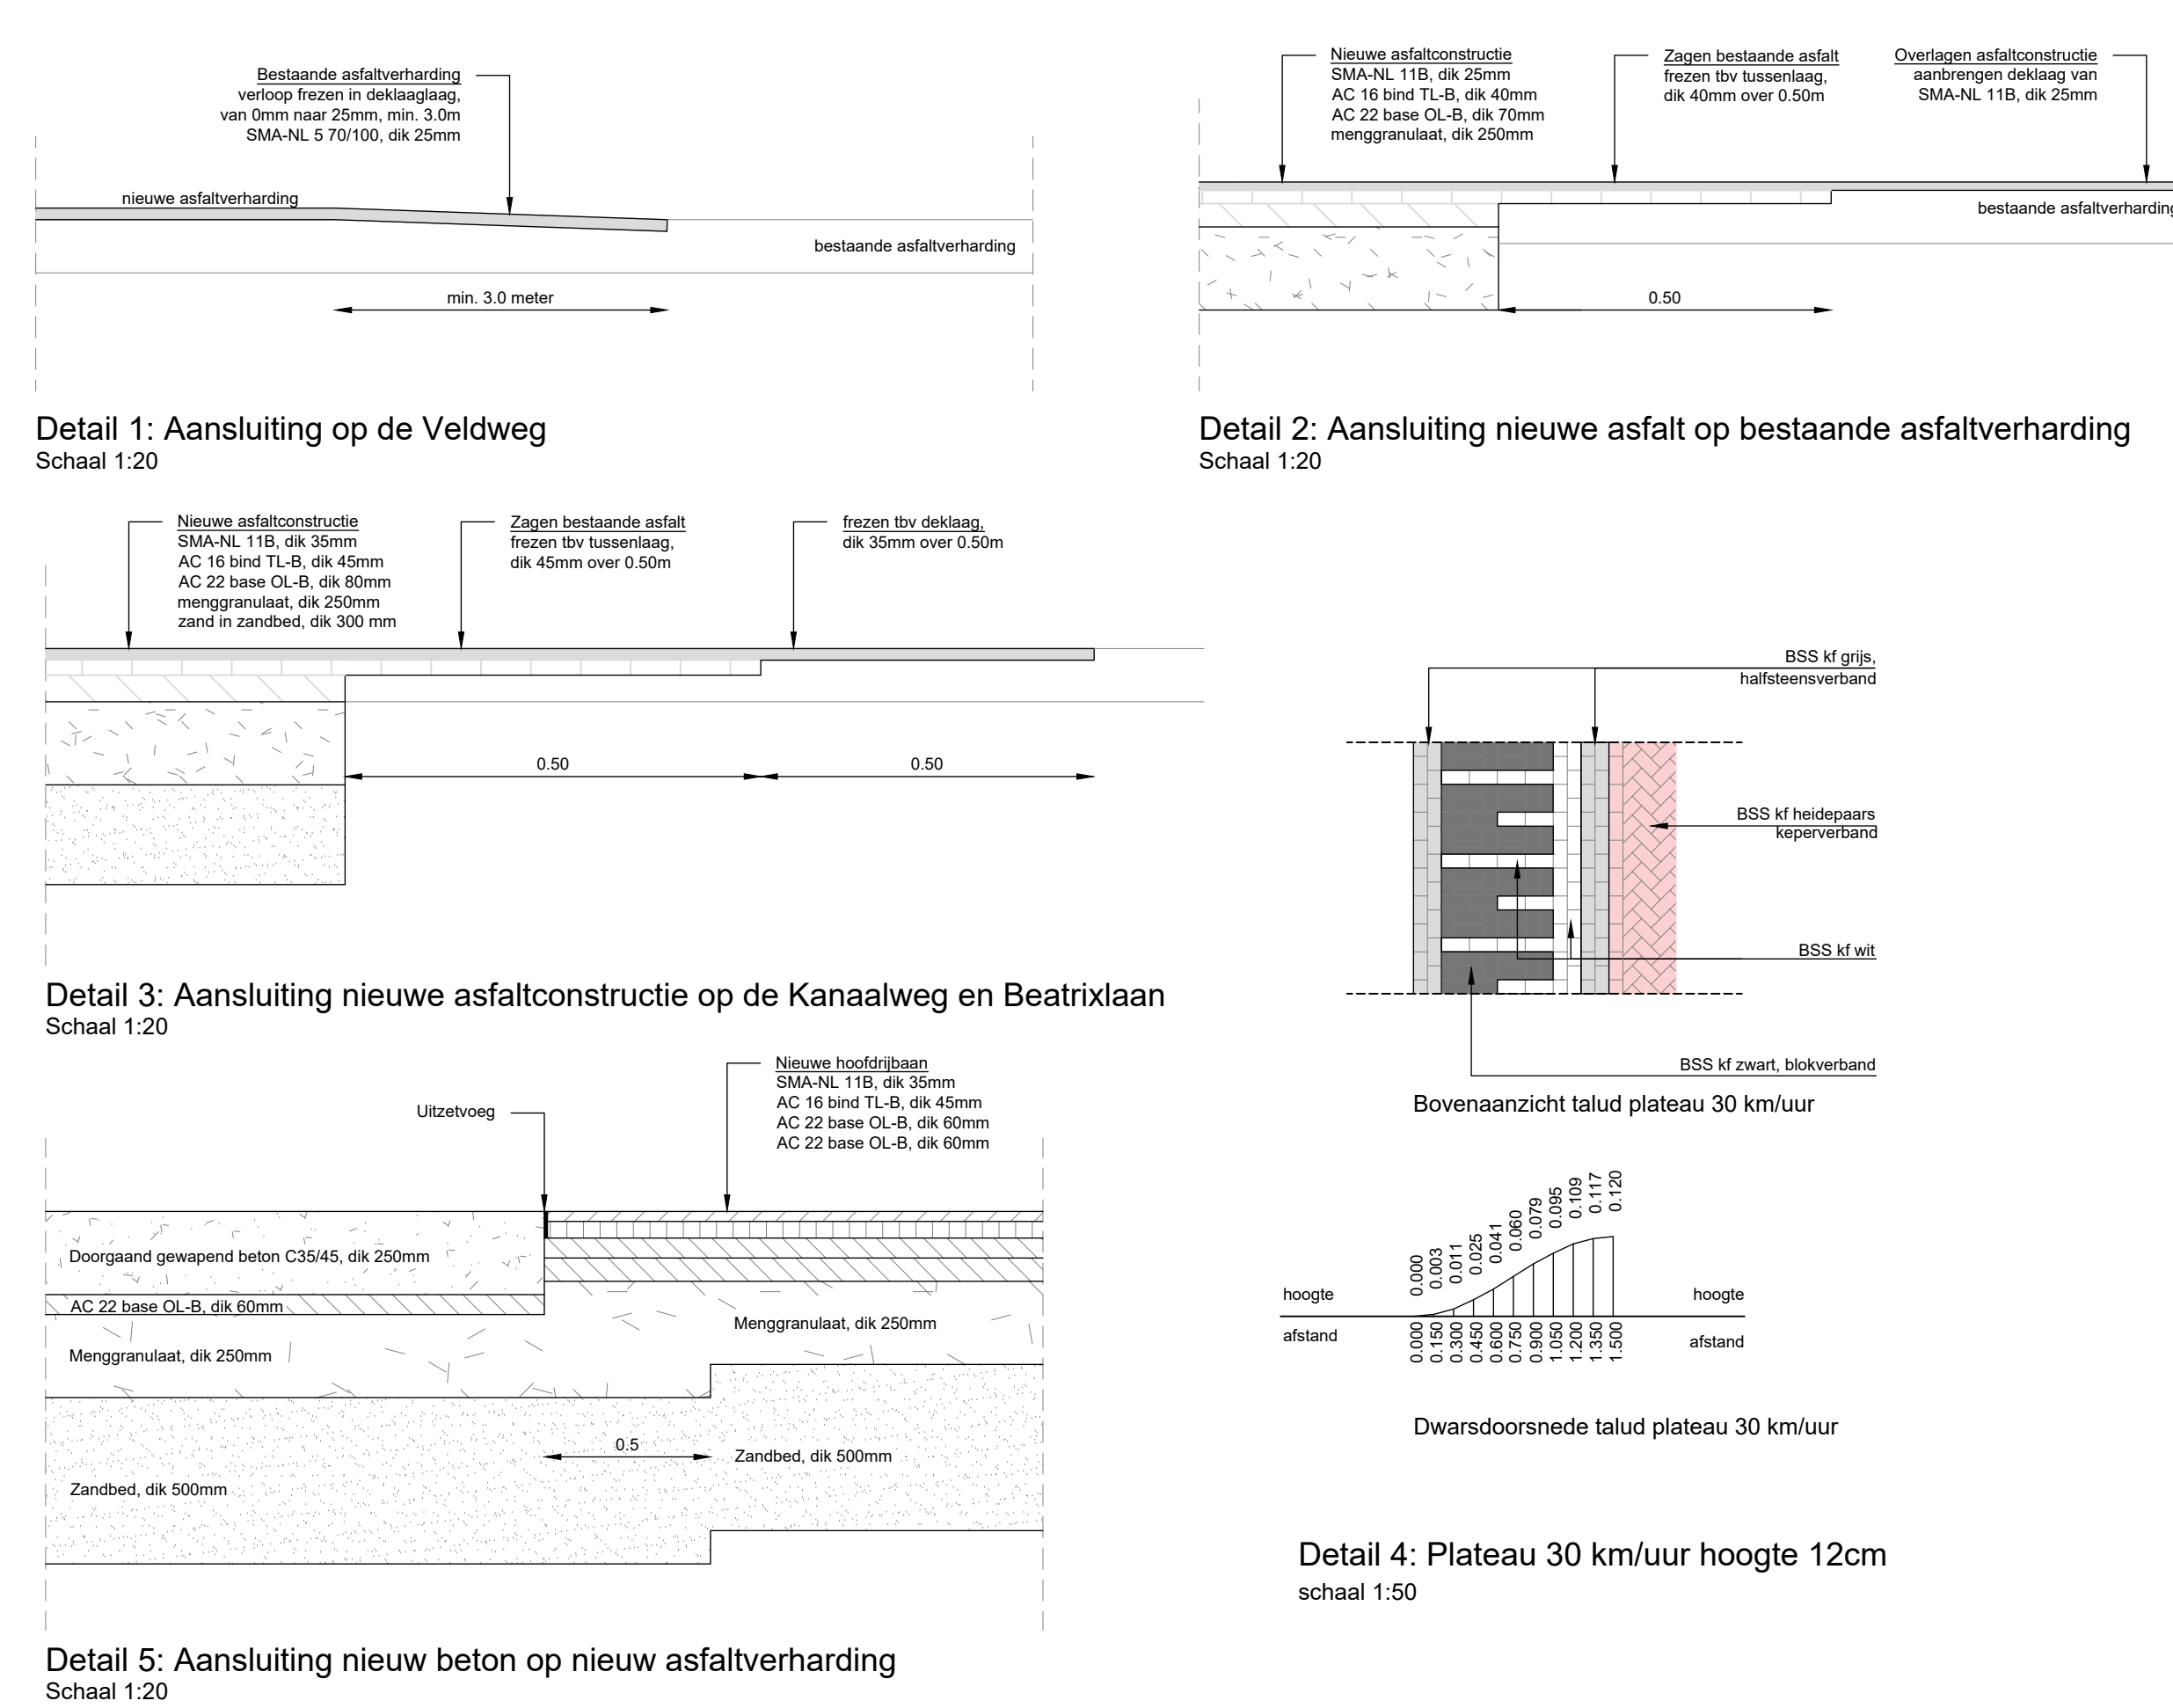 Bestaande asfaltverharding
verloop frezen in deklaaglaag,
van 0mm naar 25mm, min. 3.0m
SMA-NL 5 70/100, dik 25mm
nieuwe asfaltverharding
bestaande asfaltverharding
min. 3.0 meter
Detail 1: Aansluiting op de Veldweg
Schaal 1:20
Nieuwe asfaltconstructie
SMA-NL 11B, dik 25mm
AC 16 bind TL-B, dik 40mm
AC 22 base OL-B, dik 70mm
menggranulaat, dik 250mm
Zagen bestaande asfalt
frezen tbv tussenlaag,
dik 40mm over 0.50m
Overlagen asfaltconstructie
aanbrengen deklaag van
SMA-NL 11B, dik 25mm
bestaande asfaltverharding
0.50
Detail 2: Aansluiting nieuwe asfalt op bestaande asfaltverharding
Schaal 1:20
Nieuwe asfaltconstructie
SMA-NL 11B, dik 35mm
AC 16 bind TL-B, dik 45mm
AC 22 base OL-B, dik 80mm
menggranulaat, dik 250mm
zand in zandbed, dik 300 mm
Zagen bestaande asfalt
frezen tbv tussenlaag,
dik 45mm over 0.50m
frezen tbv deklaag,
dik 35mm over 0.50m
0.50
0.50
Detail 3: Aansluiting nieuwe asfaltconstructie op de Kanaalweg en Beatrixlaan
Schaal 1:20
BSS kf grijs,
halfsteensverband
BSS kf heidepaars
keperverband
BSS kf wit
BSS kf zwart, blokverband
Bovenaanzicht talud plateau 30 km/uur
0.000
0.003
0.011
0.025
0.041
0.060
0.079
0.095
0.109
0.117
0.120
hoogte
hoogte
afstand
afstand
0.000
0.150
0.300
0.450
0.600
0.750
0.900
1.050
1.200
1.350
1.500
Dwarsdoorsnede talud plateau 30 km/uur
Detail 4: Plateau 30 km/uur hoogte 12cm
schaal 1:50
Uitzetvoeg
Nieuwe hoofdrijbaan
SMA-NL 11B, dik 35mm
AC 16 bind TL-B, dik 45mm
AC 22 base OL-B, dik 60mm
AC 22 base OL-B, dik 60mm
Doorgaand gewapend beton C35/45, dik 250mm
AC 22 base OL-B, dik 60mm
Menggranulaat, dik 250mm
Menggranulaat, dik 250mm
0.5
Zandbed, dik 500mm
Zandbed, dik 500mm
Detail 5: Aansluiting nieuw beton op nieuw asfaltverharding
Schaal 1:20